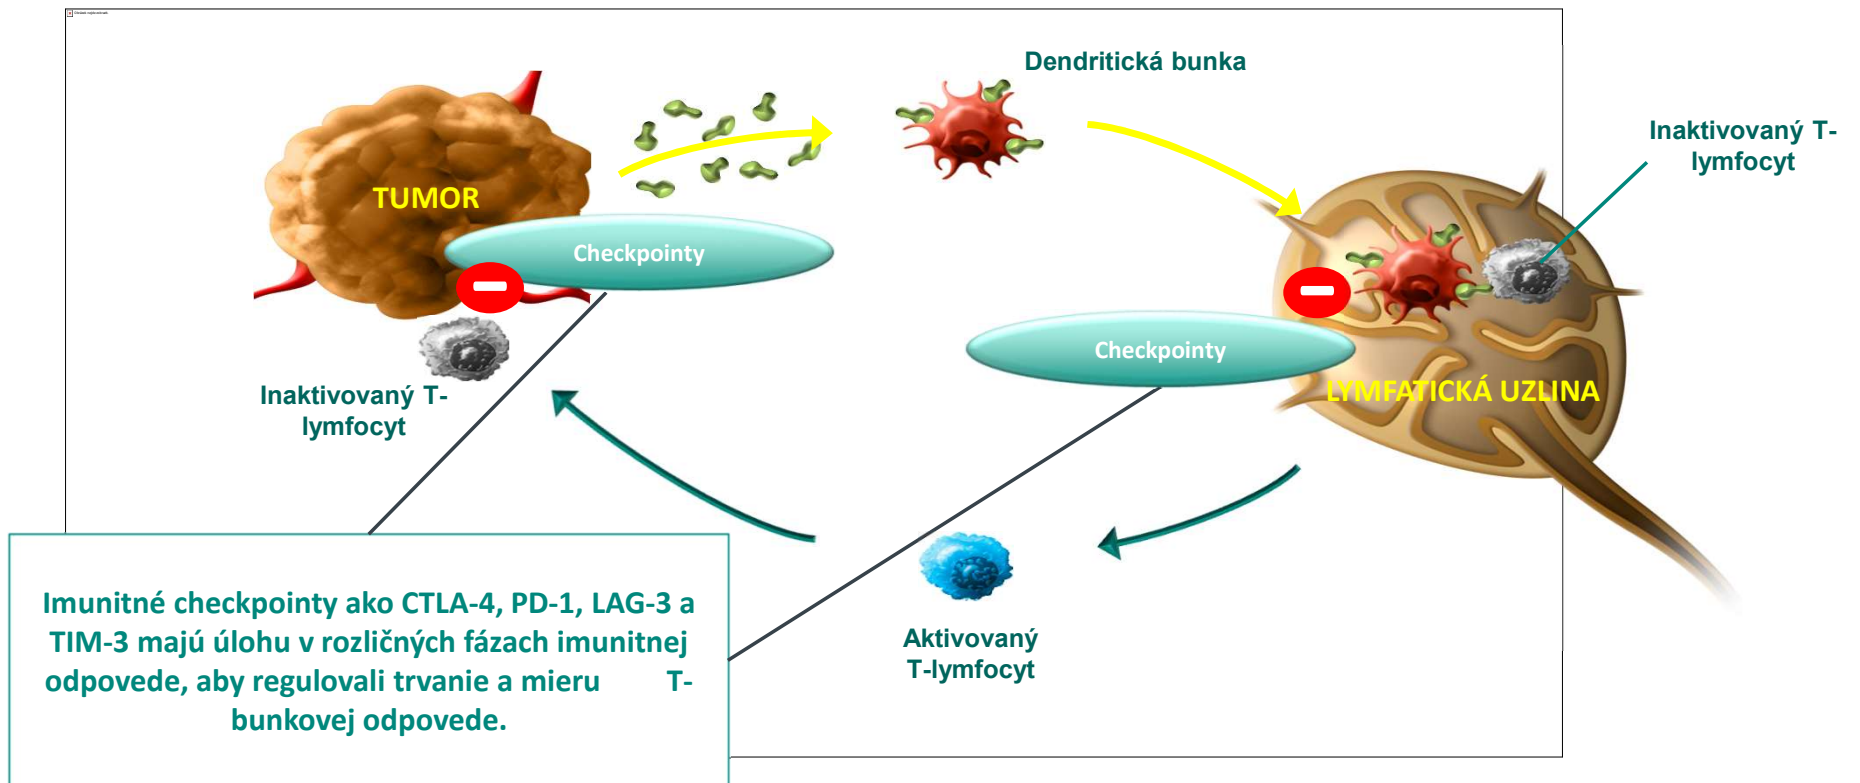 Dendritická bunka
Inaktivovaný T-
lymfocyt
TUMOR
Checkpointy
Checkpointy
LYMFATICKÁ UZLINA
Inaktivovaný T-
lymfocyt
Aktivovaný
T-lymfocyt
Imunitné checkpointy ako CTLA-4, PD-1, LAG-3 a
TIM-3 majú úlohu v rozličných fázach imunitnej
odpovede, aby regulovali trvanie a mieru T-
bunkovej odpovede.